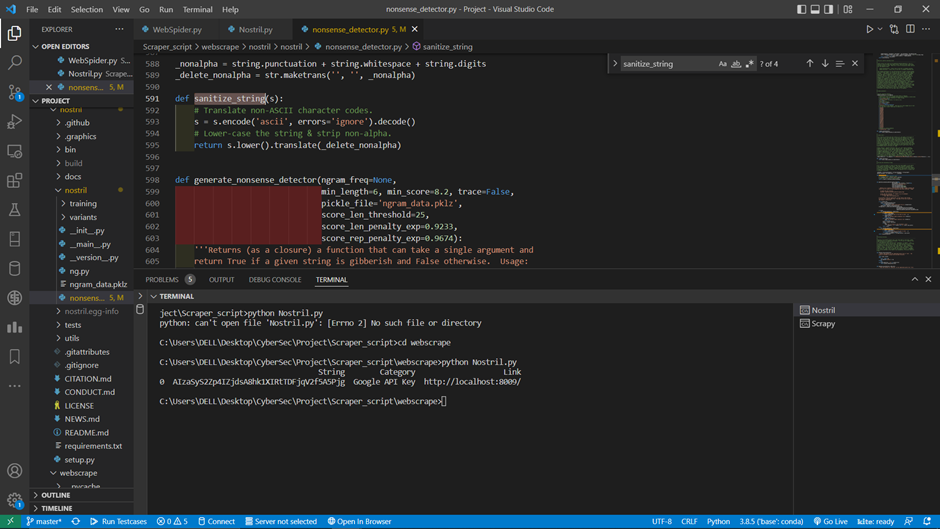 File Edit Selection View Go Run Terminal Help
nonsense_detector.py - Project - Visual Studio Code
EXPLORER
OPEN EDITORS
WebSpider.py ...
Nostril.py Scrape...
nonsens... 5, M
PROJECT
nostril
.github
.graphics
bin
build
docs
nostril
training
variants
__init__.py
__main__.py
__version__.py
ng.py
ngram_data.pklz
nonsens... 5, M
nostril.egg-info
tests
utils
.gitattributes
.gitignore
CITATION.md
CONDUCT.md
LICENSE
NEWS.md
README.md
requirements.txt
setup.py
webspcrape
__pycache__
OUTLINE
TIMELINE
WebSpider.py
Nostril.py
nonsense_detector.py 5, M
Scraper_script > webscrape > nostril > nostril > nonsense_detector.py > sanitize_string
sanitize_string
Aa ab .*
? of 4
588 _nonalpha = string.punctuation + string.whitespace + string.digits
589 _delete_nonalpha = str.maketrans('', '', _nonalpha)
590
591 def sanitize_string(s):
592 # Translate non-ASCII character codes.
593 s = s.encode('ascii', errors='ignore').decode()
594 # Lower-case the string & strip non-alpha.
595 return s.lower().translate(_delete_nonalpha)
596
597
598 def generate_nonsense_detector(ngram_freq=None,
599 min_length=6, min_score=8.2, trace=False,
600 pickle_file='ngram_data.pklz',
601 score_len_threshold=25,
602 score_len_penalty_exp=0.9233,
603 score_rep_penalty_exp=0.9674):
604 '''Returns (as a closure) a function that can take a single argument and
605 return True if a given string is gibberish and False otherwise. Usage:
PROBLEMS 5 OUTPUT DEBUG CONSOLE TERMINAL
TERMINAL
ject\Scraper_script>python Nostril.py
python: can't open file 'Nostril.py': [Errno 2] No such file or directory
C:\Users\DELL\Desktop\CyberSec\Project\Scraper_script>cd webscrape
C:\Users\DELL\Desktop\CyberSec\Project\Scraper_script\webscrape>python Nostril.py
String Category Link
0 AIzaSyS2Zp4IZjdsA8hk1XIRtTDFjqV2f5A5Pjg Google API Key http://localhost:8009/
C:\Users\DELL\Desktop\CyberSec\Project\Scraper_script\webscrape>
Nostril
Scrapy
master* Run Testcases 0 5 Connect Server not selected Open In Browser
UTF-8 CRLF Python 3.8.5 ('base': conda) Go Live kite: ready